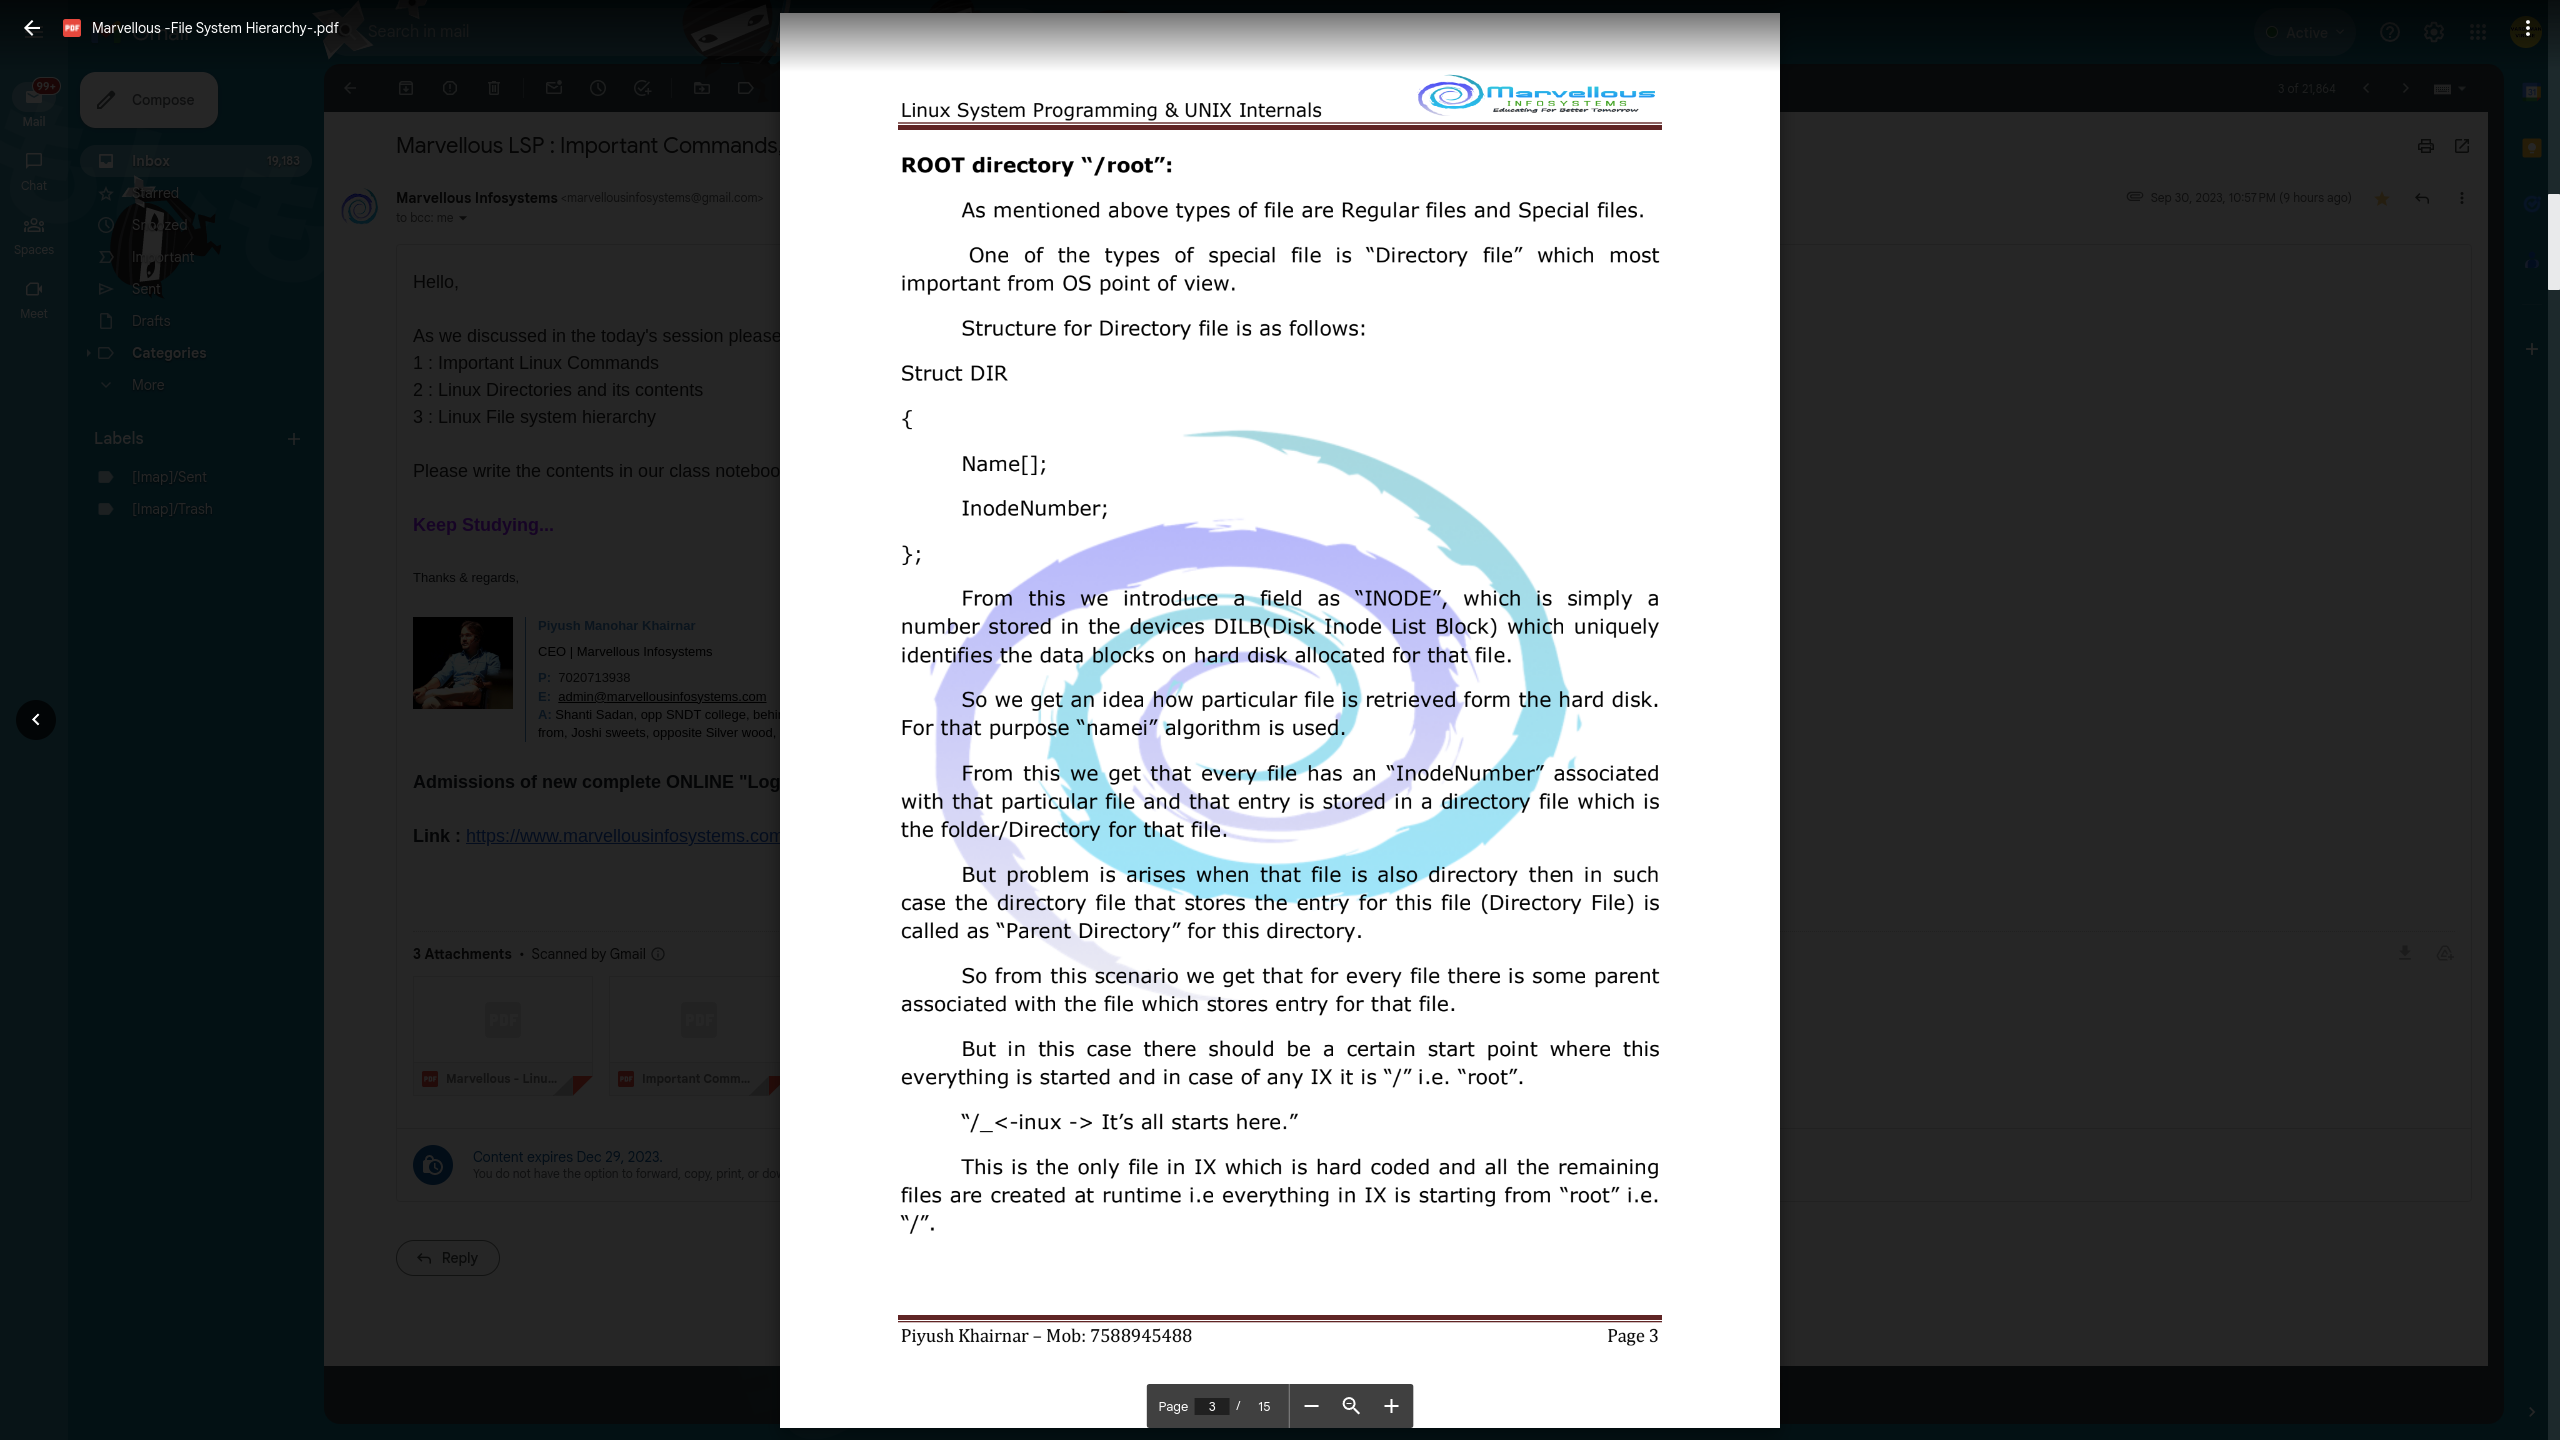 Marvellous -File System Hierarchy-.pdf
Search in mail
Active
99+
Mail
Chat
Spaces
Meet
Compose
Inbox 19,183
Starred
Snoozed
Important
Sent
Drafts
Categories
More
Labels
[Imap]/Sent
[Imap]/Trash
3 of 21,864
Marvellous LSP : Important Commands
Marvellous Infosystems <marvellousinfosystems@gmail.com>
to bcc: me
Sep 30, 2023, 10:57 PM (9 hours ago)
Hello,
As we discussed in the today's session please
1 : Important Linux Commands
2 : Linux Directories and its contents
3 : Linux File system hierarchy
Please write the contents in our class
Keep Studying...
Thanks & regards,
Piyush Manohar Khairnar
CEO | Marvellous Infosystems
P: 7020713938
E: admin@marvellousinfosystems.com
A: Shanti Sadan, opp SNDT college,
from, Joshi sweets, opposite Silver wood,
Admissions of new complete ONLINE
Link : https://www.marvellousinfosystems.com
3 Attachments • Scanned by Gmail
PDF
PDF
PDF Marvellous - Linu...
PDF Important Comm...
Content expires Dec 29, 2023.
You do not have the option to forward, copy, print, or
Reply
Linux System Programming & UNIX Internals
Marvellous
INFOSYSTEMS
Educating For Better Tomorrow
ROOT directory “/root”:
As mentioned above types of file are Regular files and Special files.
One of the types of special file is “Directory file” which most
important from OS point of view.
Structure for Directory file is as follows:
Struct DIR
{
Name[];
InodeNumber;
};
From this we introduce a field as “INODE”, which is simply a
number stored in the devices DILB(Disk Inode List Block) which uniquely
identifies the data blocks on hard disk allocated for that file.
So we get an idea how particular file is retrieved form the hard disk.
For that purpose “namei” algorithm is used.
From this we get that every file has an “InodeNumber” associated
with that particular file and that entry is stored in a directory file which is
the folder/Directory for that file.
But problem is arises when that file is also directory then in such
case the directory file that stores the entry for this file (Directory File) is
called as “Parent Directory” for this directory.
So from this scenario we get that for every file there is some parent
associated with the file which stores entry for that file.
But in this case there should be a certain start point where this
everything is started and in case of any IX it is “/” i.e. “root”.
“/_<-inux -> It’s all starts here.”
This is the only file in IX which is hard coded and all the remaining
files are created at runtime i.e everything in IX is starting from “root” i.e.
“/”.
Piyush Khairnar – Mob: 7588945488
Page 3
Page 3 / 15